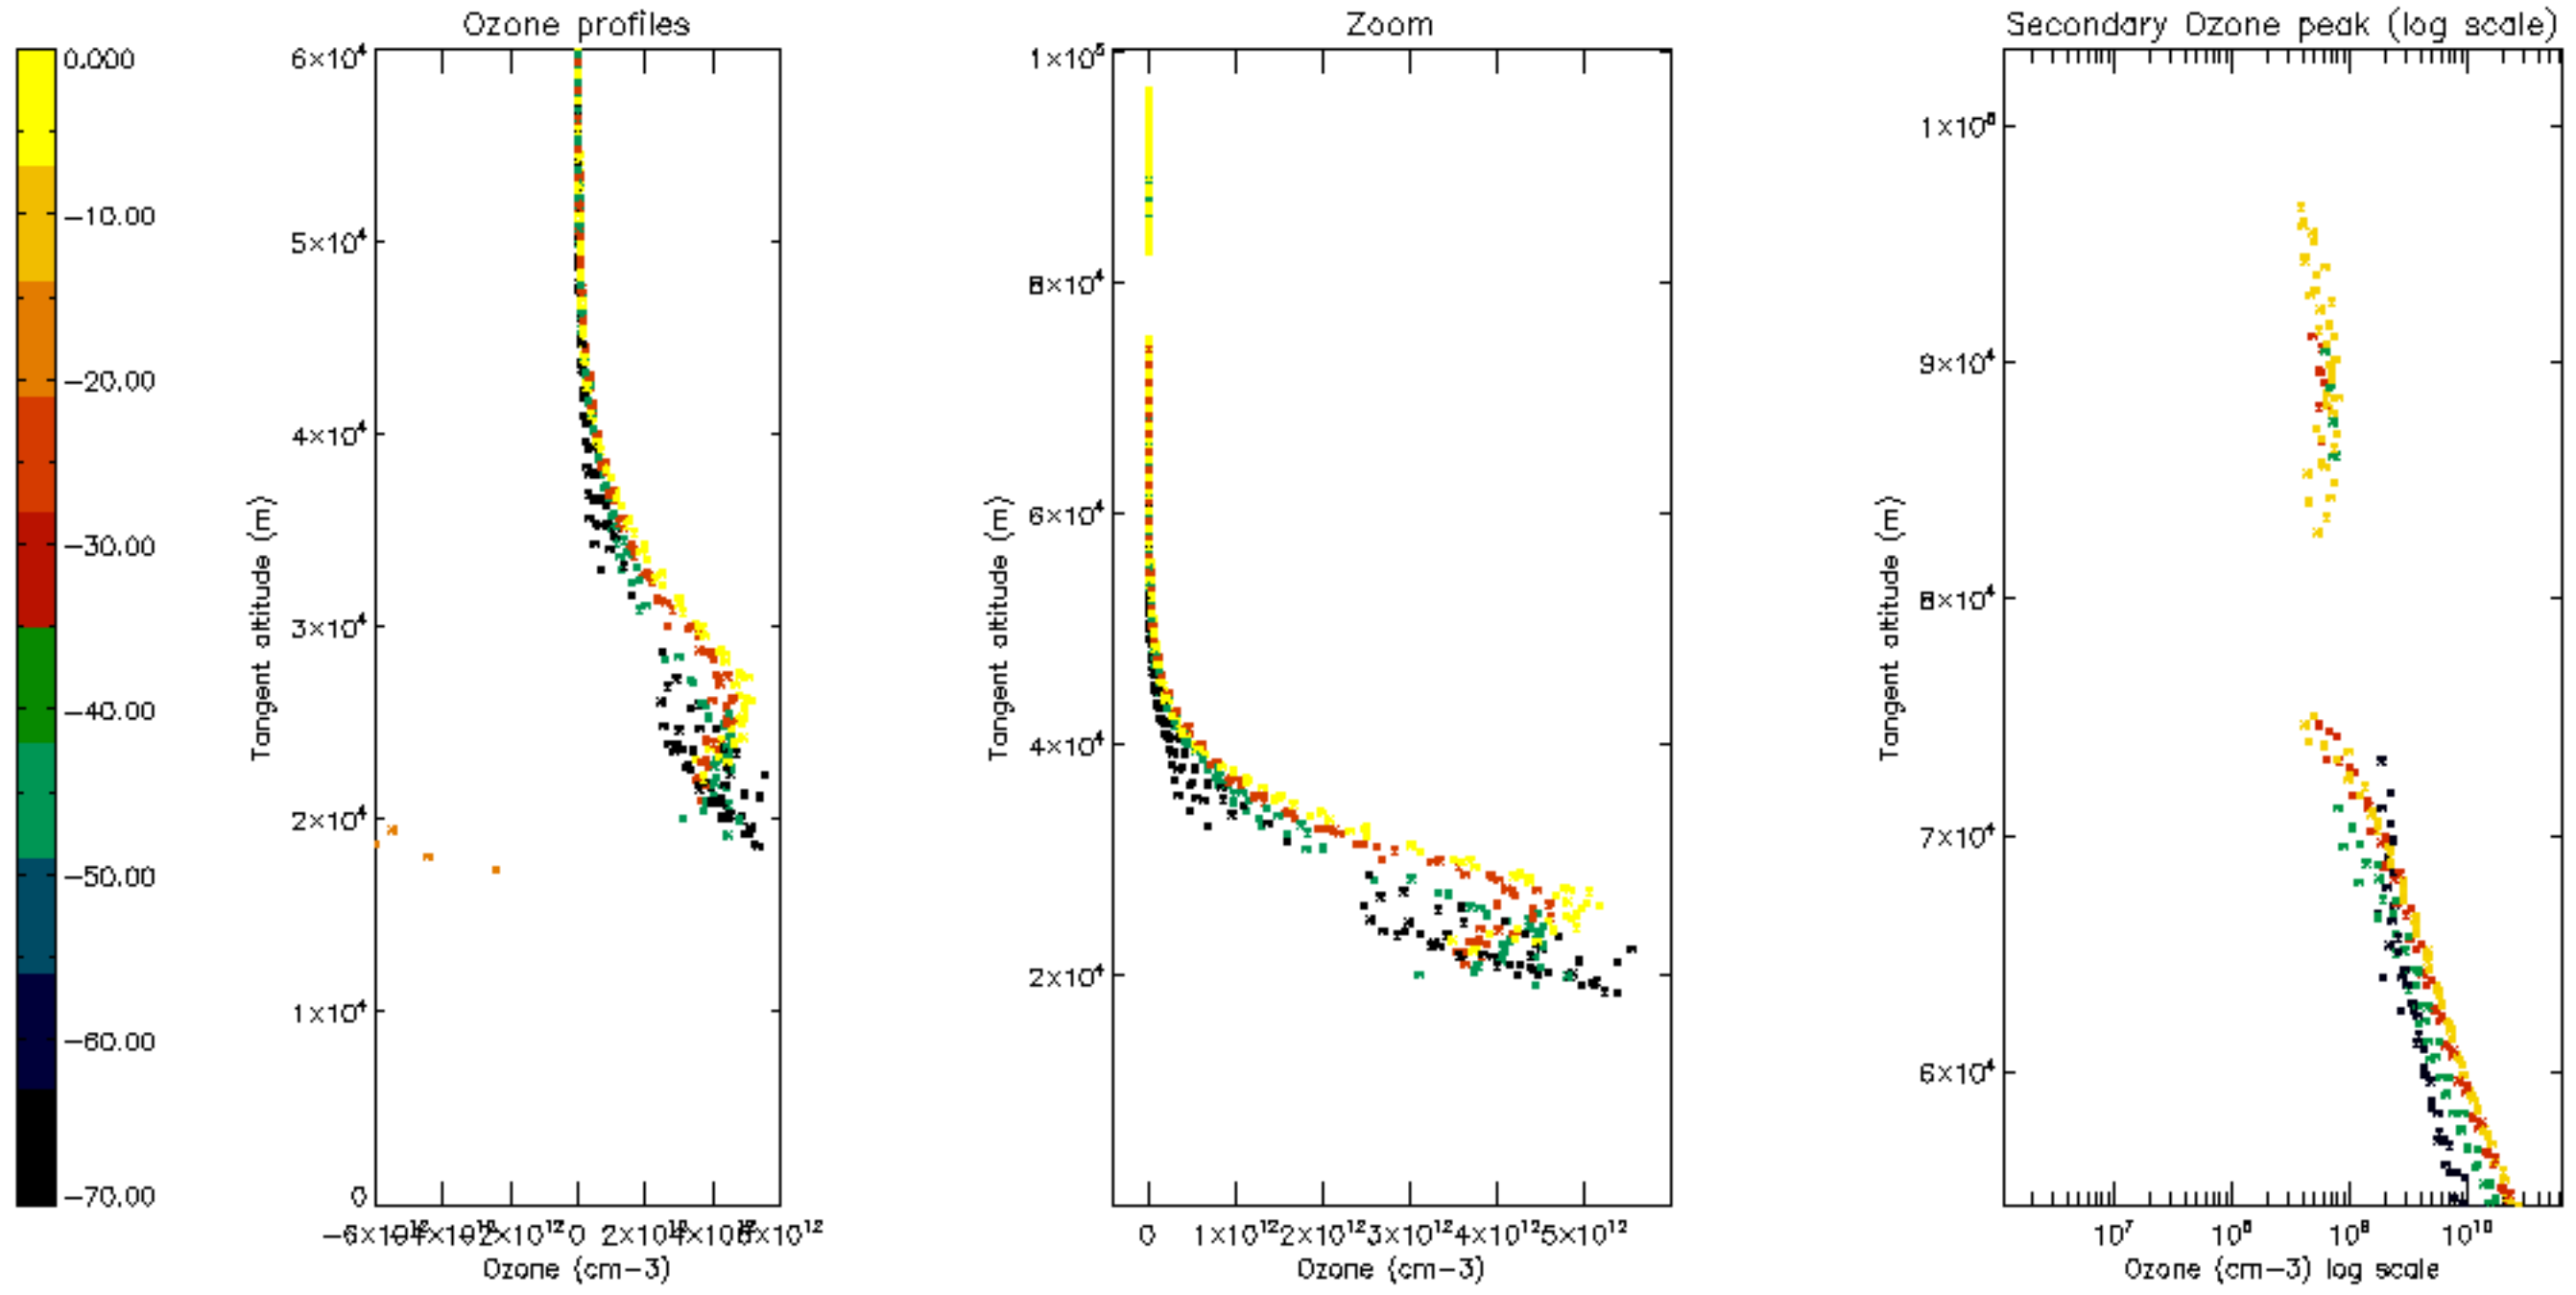 Ozone profiles
Zoom
Secondary Ozone peak (log scale)
0.000
−10.00
−20.00
−30.00
−40.00
−50.00
−60.00
−70.00
Tangent altitude (m)
6×10⁴
5×10⁴
4×10⁴
3×10⁴
2×10⁴
1×10⁴
0
−2×10¹² 0
Ozone (cm−3)
Tangent altitude (m)
1×10⁵
8×10⁴
6×10⁴
4×10⁴
2×10⁴
0 1×10¹² 2×10¹² 3×10¹² 4×10¹² 5×10¹²
Ozone (cm−3)
Tangent altitude (m)
9×10⁴
8×10⁴
7×10⁴
6×10⁴
10⁷ 10¹⁰
Ozone (cm−3) log scale